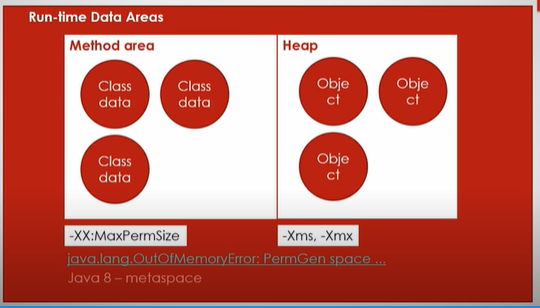 Run-time Data Areas
Method area
Heap
Class
data
Class
data
Class
data
Obje
ct
Obje
ct
Obje
ct
-XX:MaxPermSize
-Xms, -Xmx
java.lang.OutOfMemoryError: PermGen space ...
Java 8 – metaspace